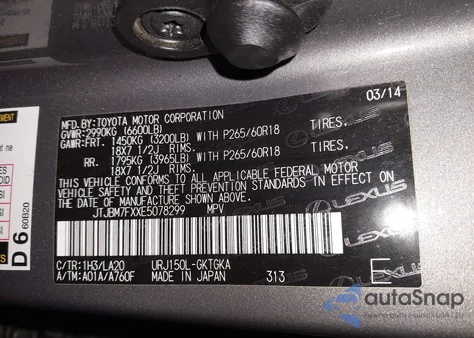 MFD.BY:TOYOTA MOTOR CORPORATION 03/14
GVWR:2990KG (6600LB)
GAWR:FRT. 1450KG (3200LB) WITH P265/60R18 TIRES.
18X7 1/2J RIMS.
RR. 1795KG (3965LB) WITH P265/60R18 TIRES.
18X7 1/2J RIMS.
THIS VEHICLE CONFORMS TO ALL APPLICABLE FEDERAL MOTOR
VEHICLE SAFETY AND THEFT PREVENTION STANDARDS IN EFFECT ON
THE DATE OF MANUFACTURE SHOWN ABOVE.
JTJBM7FXXE5078299 MPV
C/TR:1H3/LA20 URJ150L-GKTGKA
A/TM:A01A/A760F MADE IN JAPAN 313 E
LEXUS
LEXUS
D 6
60B20
autoSnap